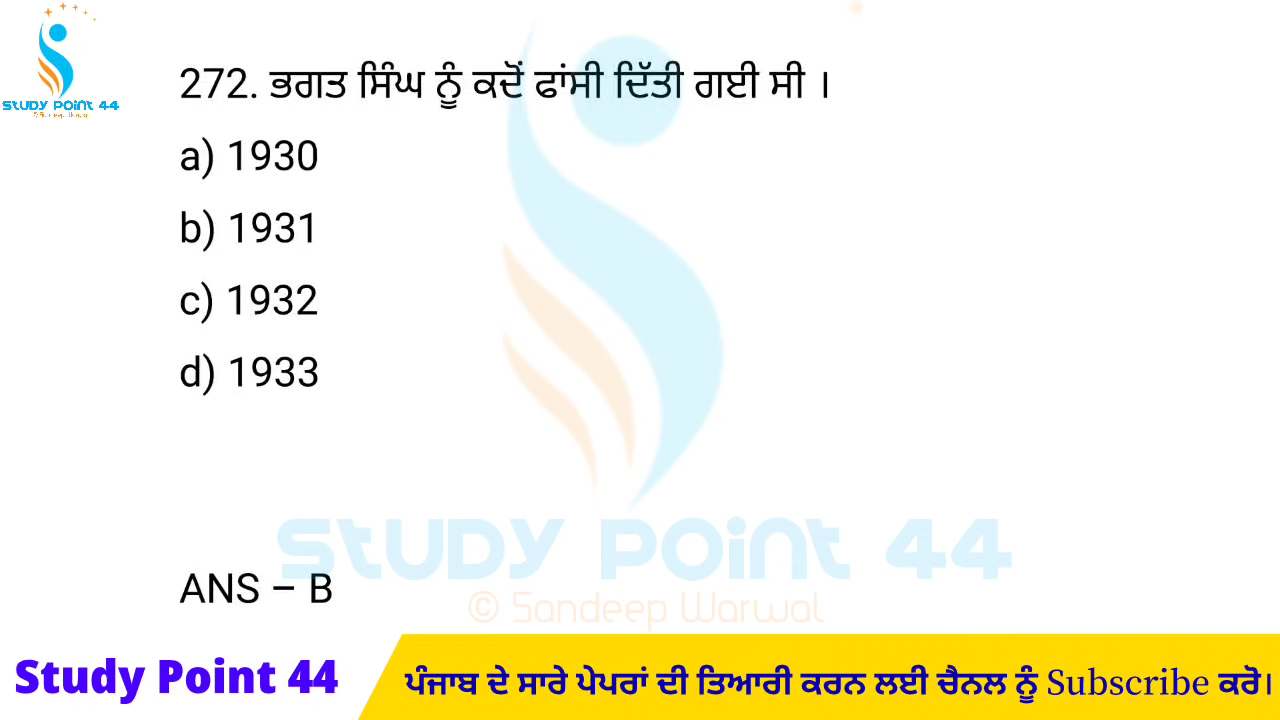 STUDY POINT 44
272. ਭਗਤ ਸਿੰਘ ਨੂੰ ਕਦੋਂ ਫਾਂਸੀ ਦਿੱਤੀ ਗਈ ਸੀ ।
a) 1930
b) 1931
c) 1932
d) 1933
STUDY POINT 44
© Sandeep Warwal
ANS – B
Study Point 44
ਪੰਜਾਬ ਦੇ ਸਾਰੇ ਪੇਪਰਾਂ ਦੀ ਤਿਆਰੀ ਕਰਨ ਲਈ ਚੈਨਲ ਨੂੰ Subscribe ਕਰੋ।